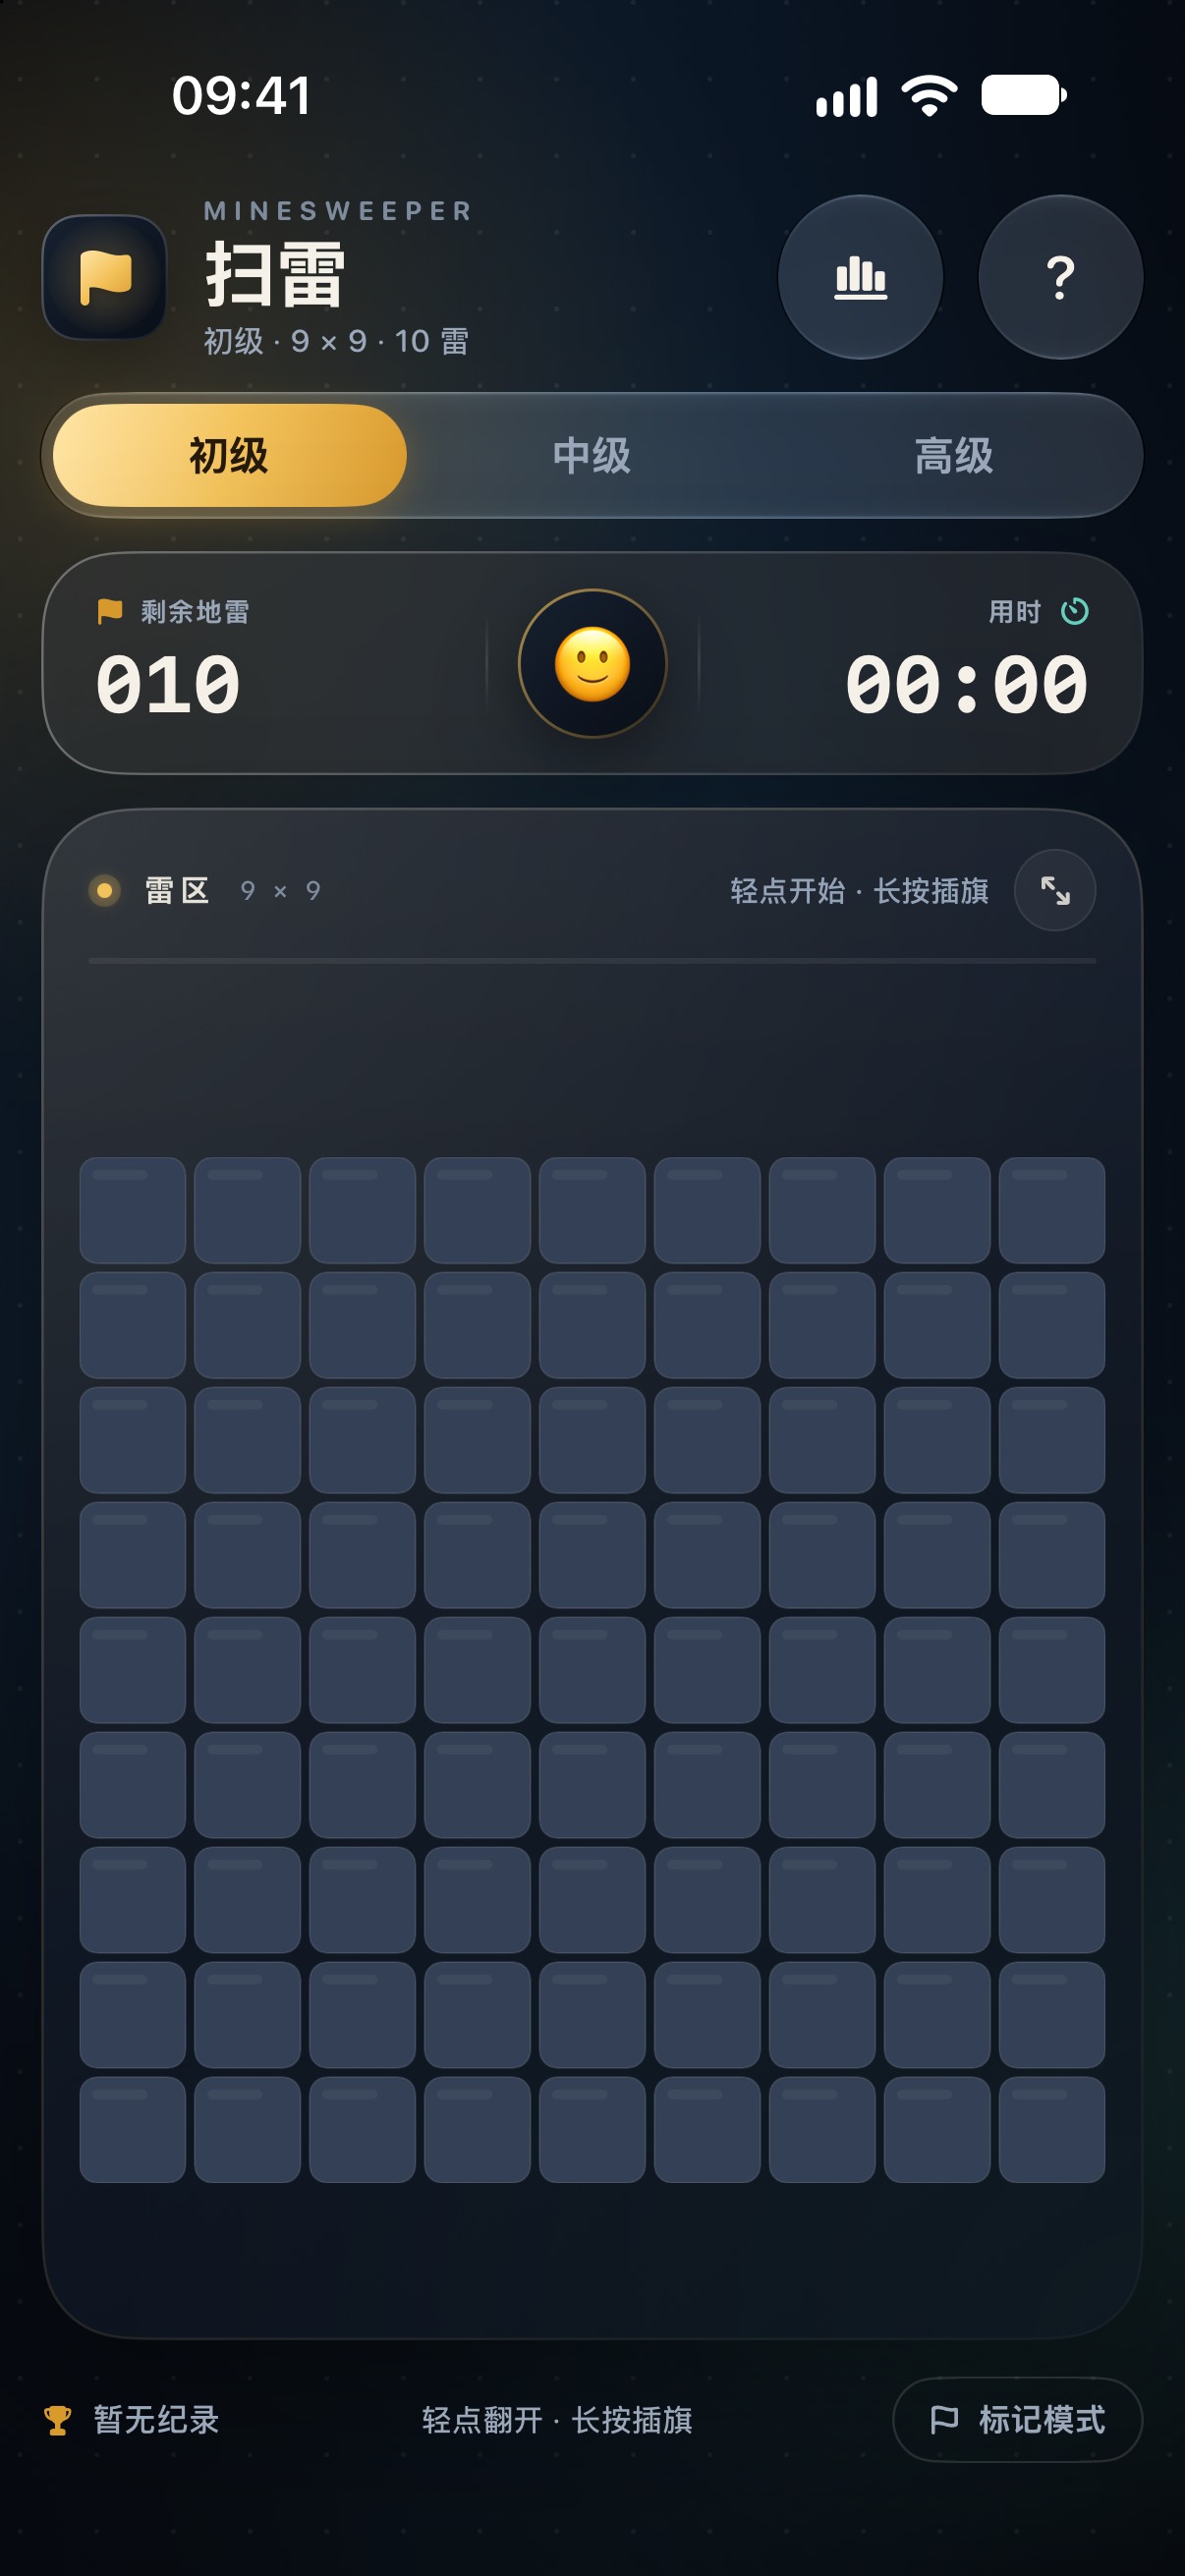 09:41
MINESWEEPER
扫雷
初级 · 9 × 9 · 10 雷
?
初级
中级
高级
剩余地雷
用时
010
00:00
雷区 9 × 9
轻点开始 · 长按插旗
暂无纪录
轻点翻开 · 长按插旗
标记模式